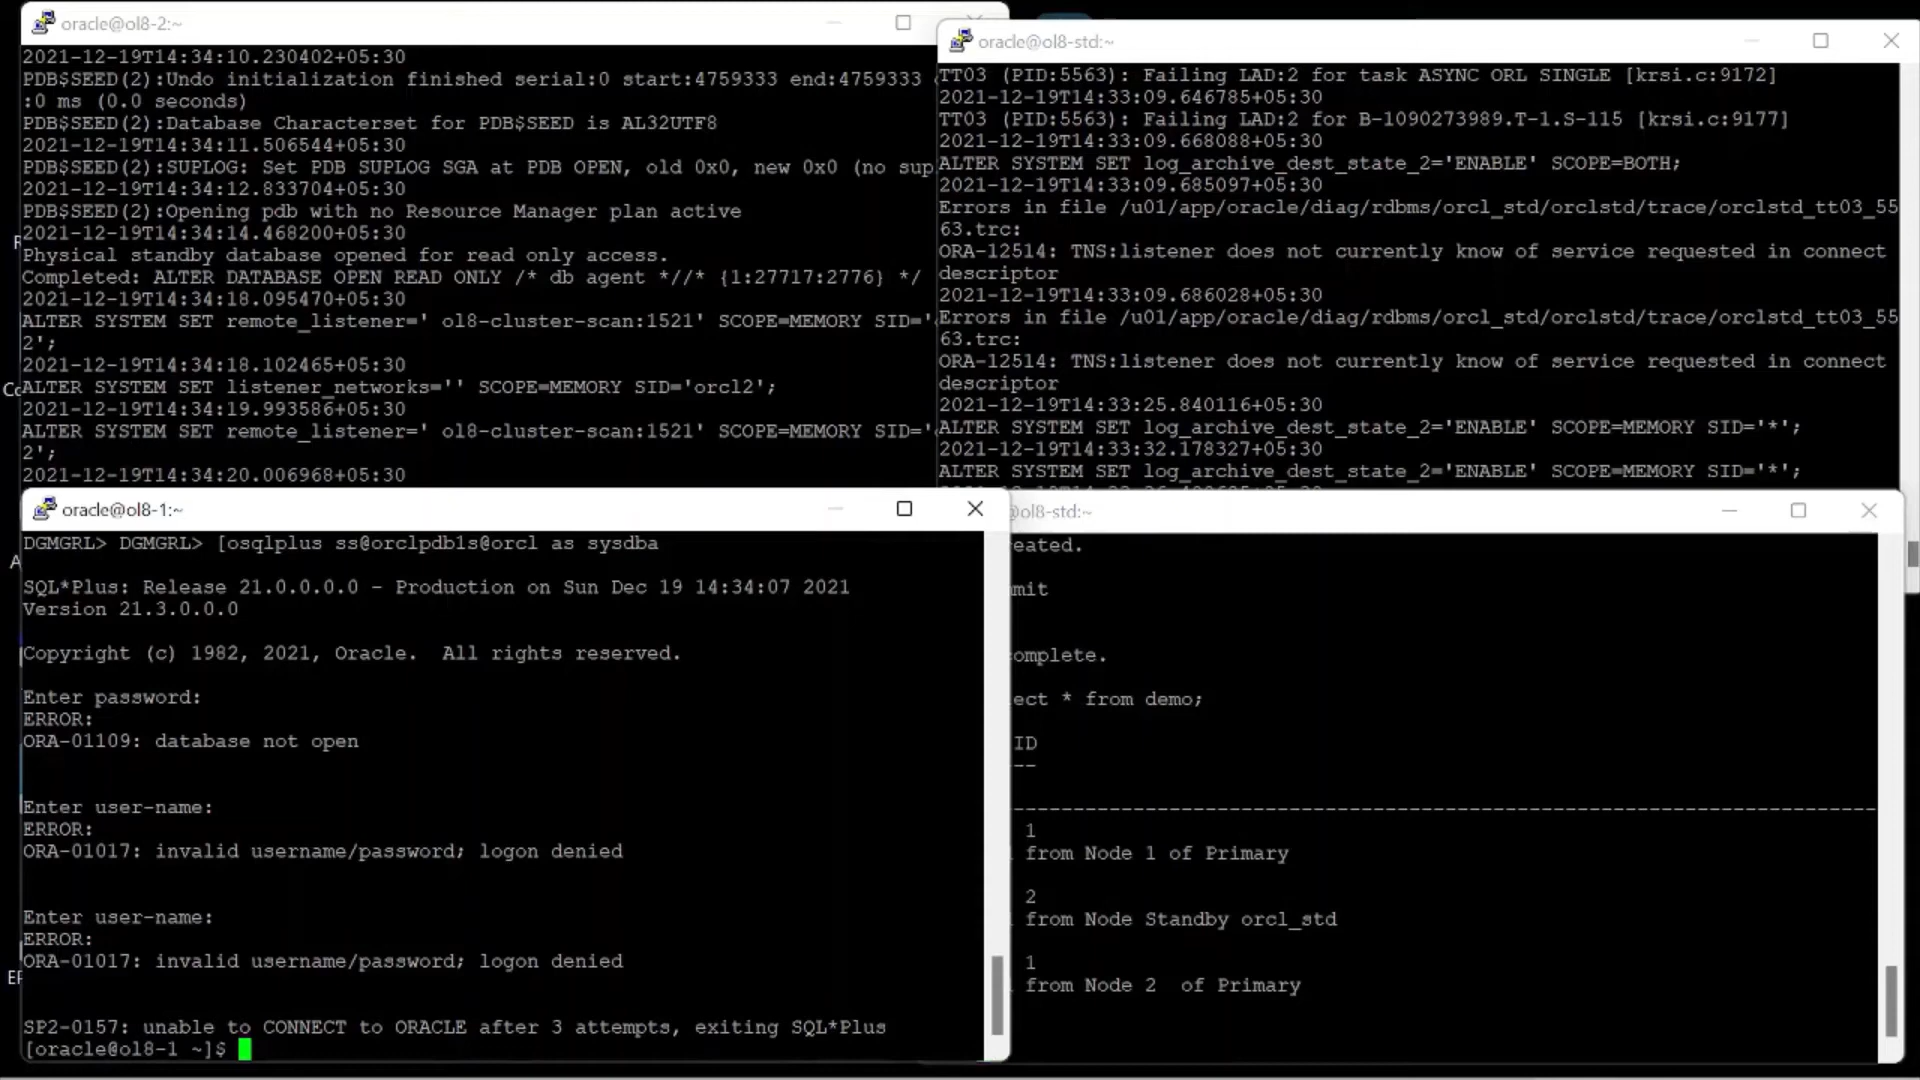 oracle@ol8-2:~
2021-12-19T14:34:10.230402+05:30
PDB$SEED(2):Undo initialization finished serial:0 start:4759333 end:4759333
:0 ms (0.0 seconds)
PDB$SEED(2):Database Characterset for PDB$SEED is AL32UTF8
2021-12-19T14:34:11.506544+05:30
PDB$SEED(2):SUPLOG: Set PDB SUPLOG SGA at PDB OPEN, old 0x0, new 0x0 (no sup
2021-12-19T14:34:12.833704+05:30
PDB$SEED(2):Opening pdb with no Resource Manager plan active
2021-12-19T14:34:14.468200+05:30
Physical standby database opened for read only access.
Completed: ALTER DATABASE OPEN READ ONLY /* db agent *//* {1:27717:2776} */
2021-12-19T14:34:18.095470+05:30
ALTER SYSTEM SET remote_listener=' ol8-cluster-scan:1521' SCOPE=MEMORY SID='
2';
2021-12-19T14:34:18.102465+05:30
ALTER SYSTEM SET listener_networks='' SCOPE=MEMORY SID='orcl2';
2021-12-19T14:34:19.993586+05:30
ALTER SYSTEM SET remote_listener=' ol8-cluster-scan:1521' SCOPE=MEMORY SID='
2';
2021-12-19T14:34:20.006968+05:30
oracle@ol8-std:~
TT03 (PID:5563): Failing LAD:2 for task ASYNC ORL SINGLE [krsi.c:9172]
2021-12-19T14:33:09.646785+05:30
TT03 (PID:5563): Failing LAD:2 for B-1090273989.T-1.S-115 [krsi.c:9177]
2021-12-19T14:33:09.668088+05:30
ALTER SYSTEM SET log_archive_dest_state_2='ENABLE' SCOPE=BOTH;
2021-12-19T14:33:09.685097+05:30
Errors in file /u01/app/oracle/diag/rdbms/orcl_std/orclstd/trace/orclstd_tt03_55
63.trc:
ORA-12514: TNS:listener does not currently know of service requested in connect
descriptor
2021-12-19T14:33:09.686028+05:30
Errors in file /u01/app/oracle/diag/rdbms/orcl_std/orclstd/trace/orclstd_tt03_55
63.trc:
ORA-12514: TNS:listener does not currently know of service requested in connect
descriptor
2021-12-19T14:33:25.840116+05:30
ALTER SYSTEM SET log_archive_dest_state_2='ENABLE' SCOPE=MEMORY SID='*';
2021-12-19T14:33:32.178327+05:30
ALTER SYSTEM SET log_archive_dest_state_2='ENABLE' SCOPE=MEMORY SID='*';
oracle@ol8-1:~
DGMGRL> DGMGRL> [osqlplus ss@orclpdb1s@orcl as sysdba
SQL*Plus: Release 21.0.0.0.0 - Production on Sun Dec 19 14:34:07 2021
Version 21.3.0.0.0
Copyright (c) 1982, 2021, Oracle.  All rights reserved.
Enter password:
ERROR:
ORA-01109: database not open
Enter user-name:
ERROR:
ORA-01017: invalid username/password; logon denied
Enter user-name:
ERROR:
ORA-01017: invalid username/password; logon denied
SP2-0157: unable to CONNECT to ORACLE after 3 attempts, exiting SQL*Plus
[oracle@ol8-1 ~]$
@ol8-std:~
eated.
mit
omplete.
ect * from demo;
ID
--
--------------------------------------------------------------------------------
1
from Node 1 of Primary
2
from Node Standby orcl_std
1
from Node 2  of Primary